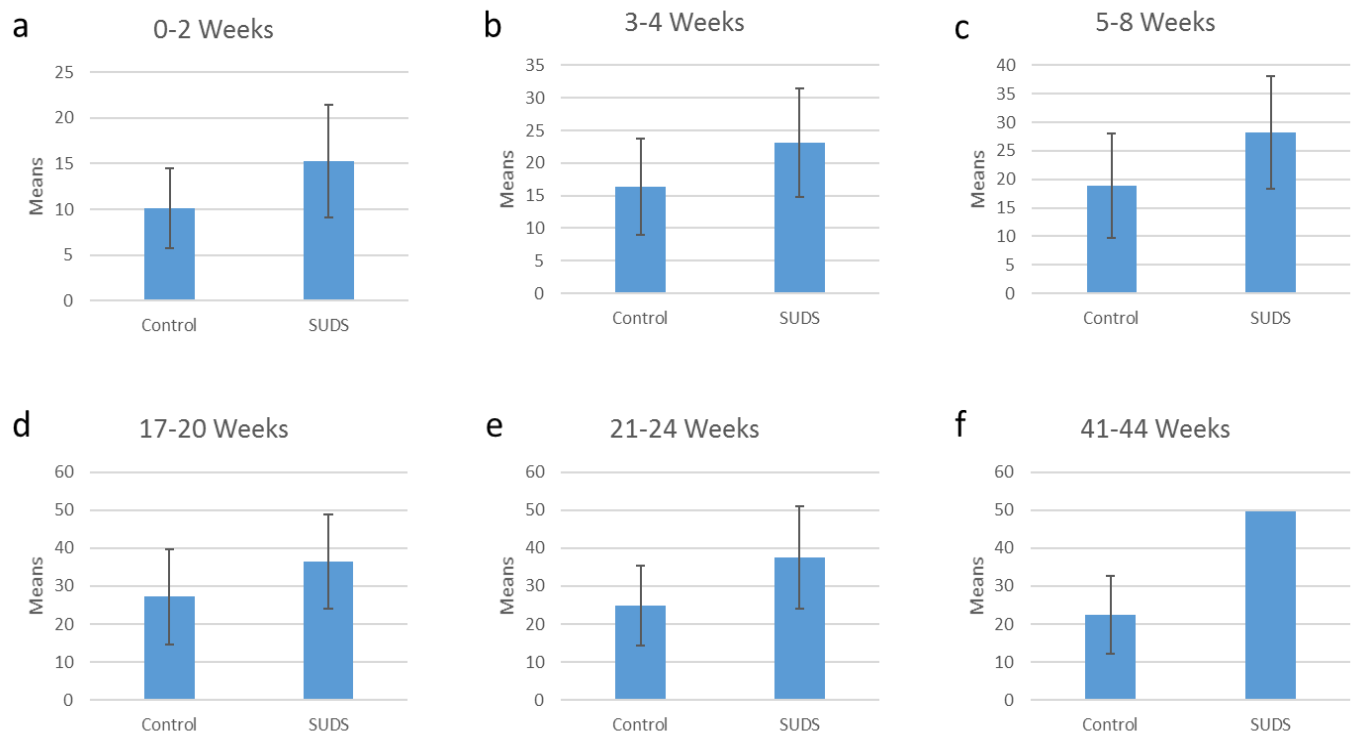 a
0-2 Weeks
25
20
15
10
5
0
Means
Control
SUDS
b
3-4 Weeks
35
30
25
20
15
10
5
0
Means
Control
SUDS
c
5-8 Weeks
40
35
30
25
20
15
10
5
0
Means
Control
SUDS
d
17-20 Weeks
60
50
40
30
20
10
0
Means
Control
SUDS
e
21-24 Weeks
60
50
40
30
20
10
0
Means
Control
SUDS
f
41-44 Weeks
60
50
40
30
20
10
0
Means
Control
SUDS